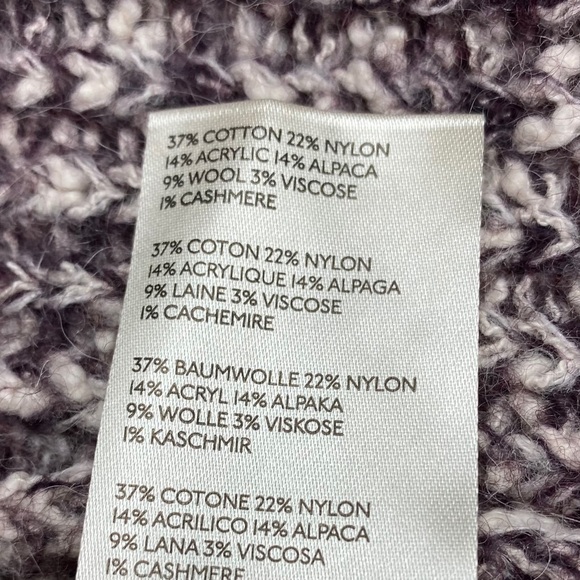 37% COTTON 22% NYLON
14% ACRYLIC 14% ALPACA
9% WOOL 3% VISCOSE
1% CASHMERE
37% COTON 22% NYLON
14% ACRYLIQUE 14% ALPAGA
9% LAINE 3% VISCOSE
1% CACHEMIRE
37% BAUMWOLLE 22% NYLON
14% ACRYL 14% ALPAKA
9% WOLLE 3% VISKOSE
1% KASCHMIR
37% COTONE 22% NYLON
14% ACRILICO 14% ALPACA
9% LANA 3% VISCOSA
1% CASHMERE